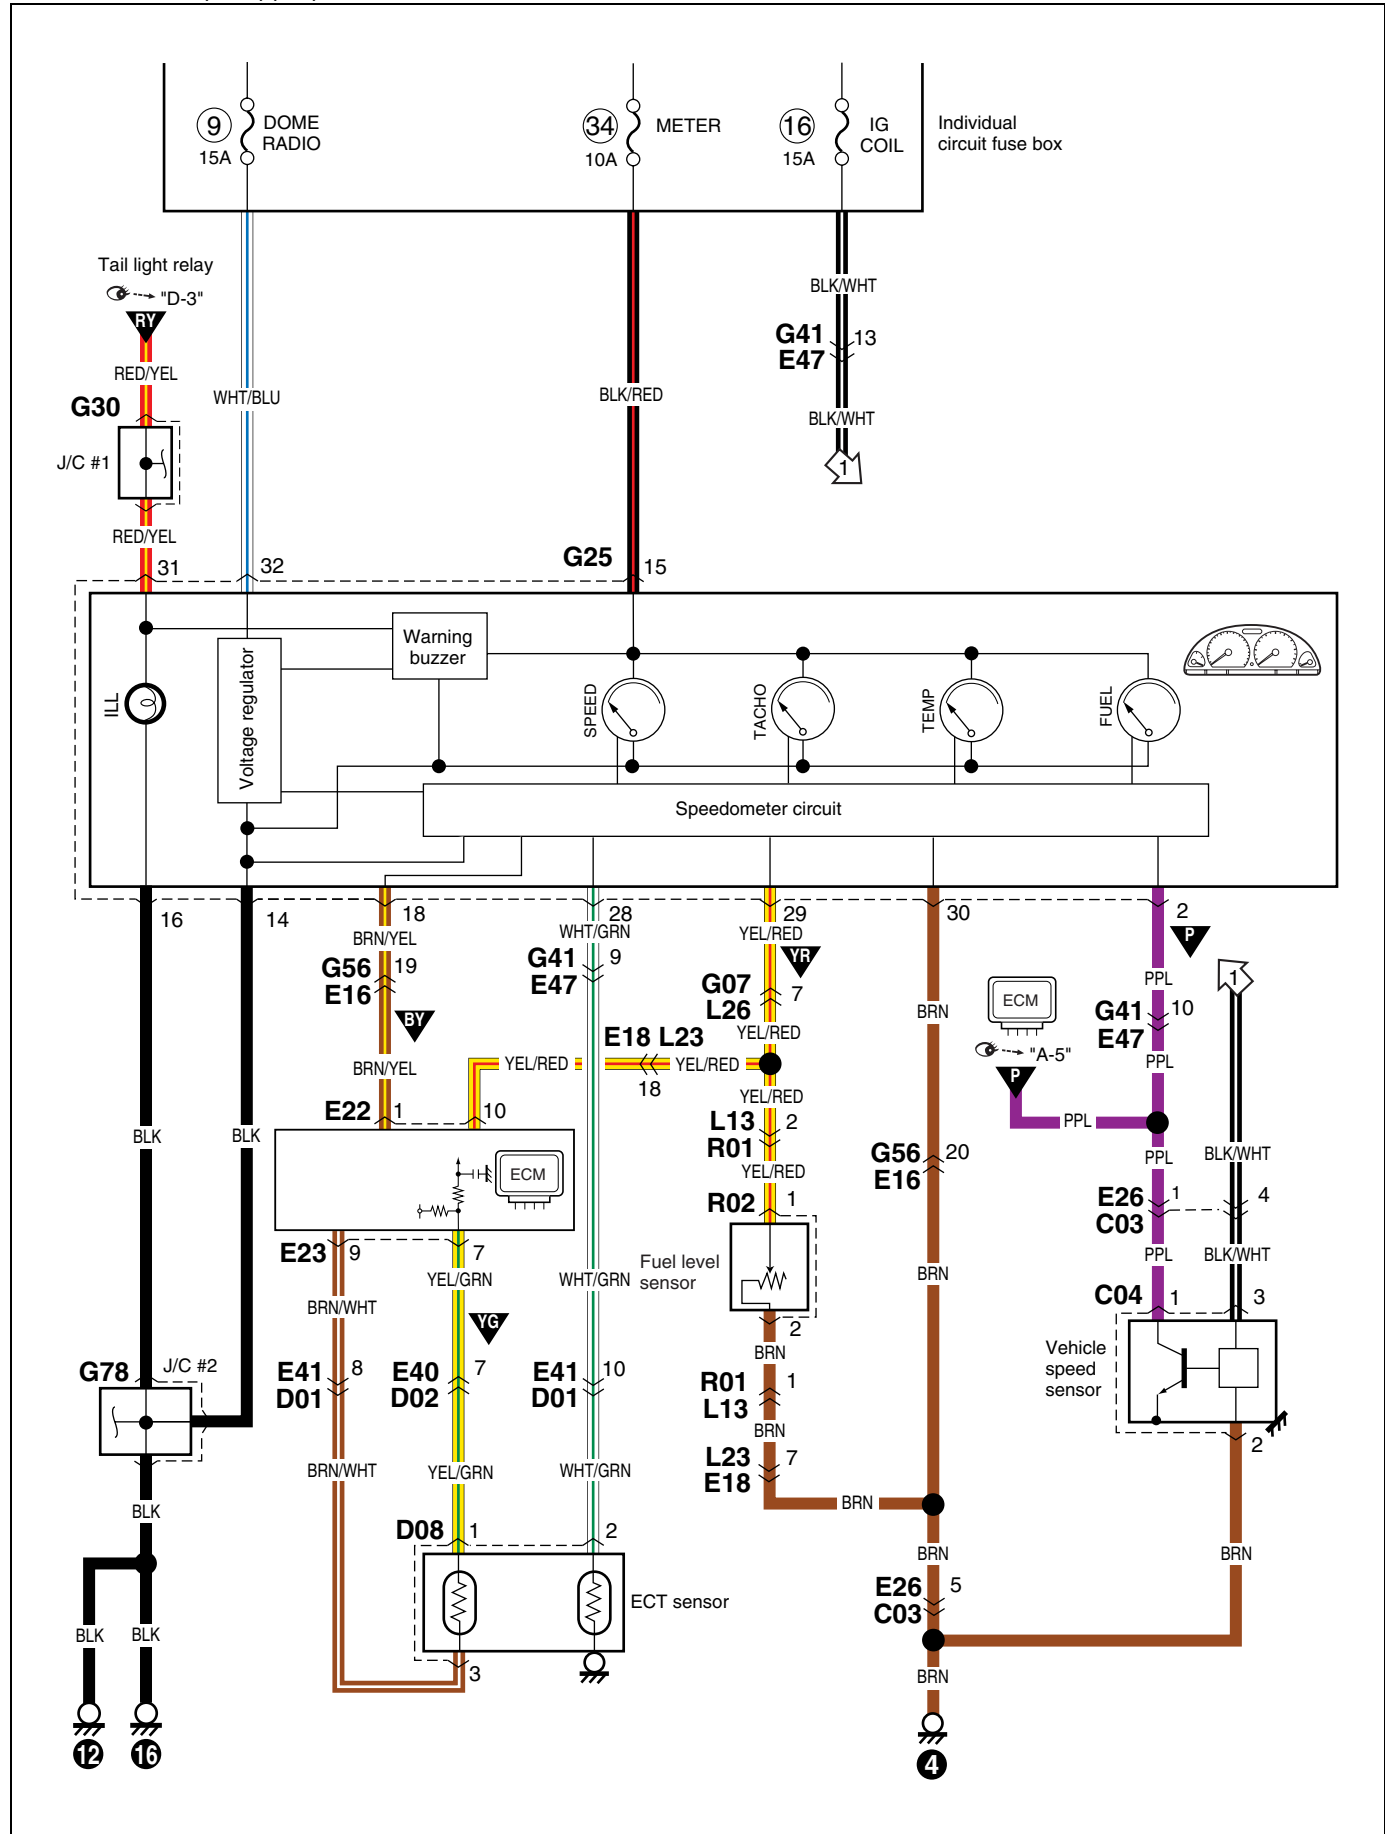 9
DOME
RADIO
15A
34
METER
10A
16
IG
COIL
15A
Individual
circuit fuse box
Tail light relay
"D-3"
RY
RED/YEL
G30
J/C #1
RED/YEL
WHT/BLU
BLK/RED
BLK/WHT
G41
E47
13
BLK/WHT
1
31
32
G25
15
Warning
buzzer
ILL
Voltage regulator
SPEED
TACHO
TEMP
FUEL
Speedometer circuit
16
14
18
28
29
30
2
BRN/YEL
WHT/GRN
YEL/RED
P
YR
G56
E16
19
G41
E47
9
G07
L26
7
BRN
ECM
"A-5"
P
PPL
G41
E47
10
1
BY
YEL/RED
E18 L23
BRN/YEL
YEL/RED
18
YEL/RED
YEL/RED
PPL
E22
1
10
L13
R01
2
PPL
BLK
BLK
YEL/RED
G56
E16
20
PPL
BLK/WHT
ECM
R02
1
E26
C03
1
4
E23
9
7
Fuel level
sensor
YEL/GRN
WHT/GRN
BRN
PPL
BLK/WHT
BRN/WHT
YG
2
C04
1
3
BRN
Vehicle
speed
sensor
G78
J/C #2
E41
D01
8
E40
D02
7
E41
D01
10
R01
L13
1
BRN
2
BRN/WHT
YEL/GRN
WHT/GRN
L23
E18
7
BLK
BRN
D08
1
2
BRN
BRN
ECT sensor
E26
C03
5
BLK
BLK
3
BRN
12
16
4